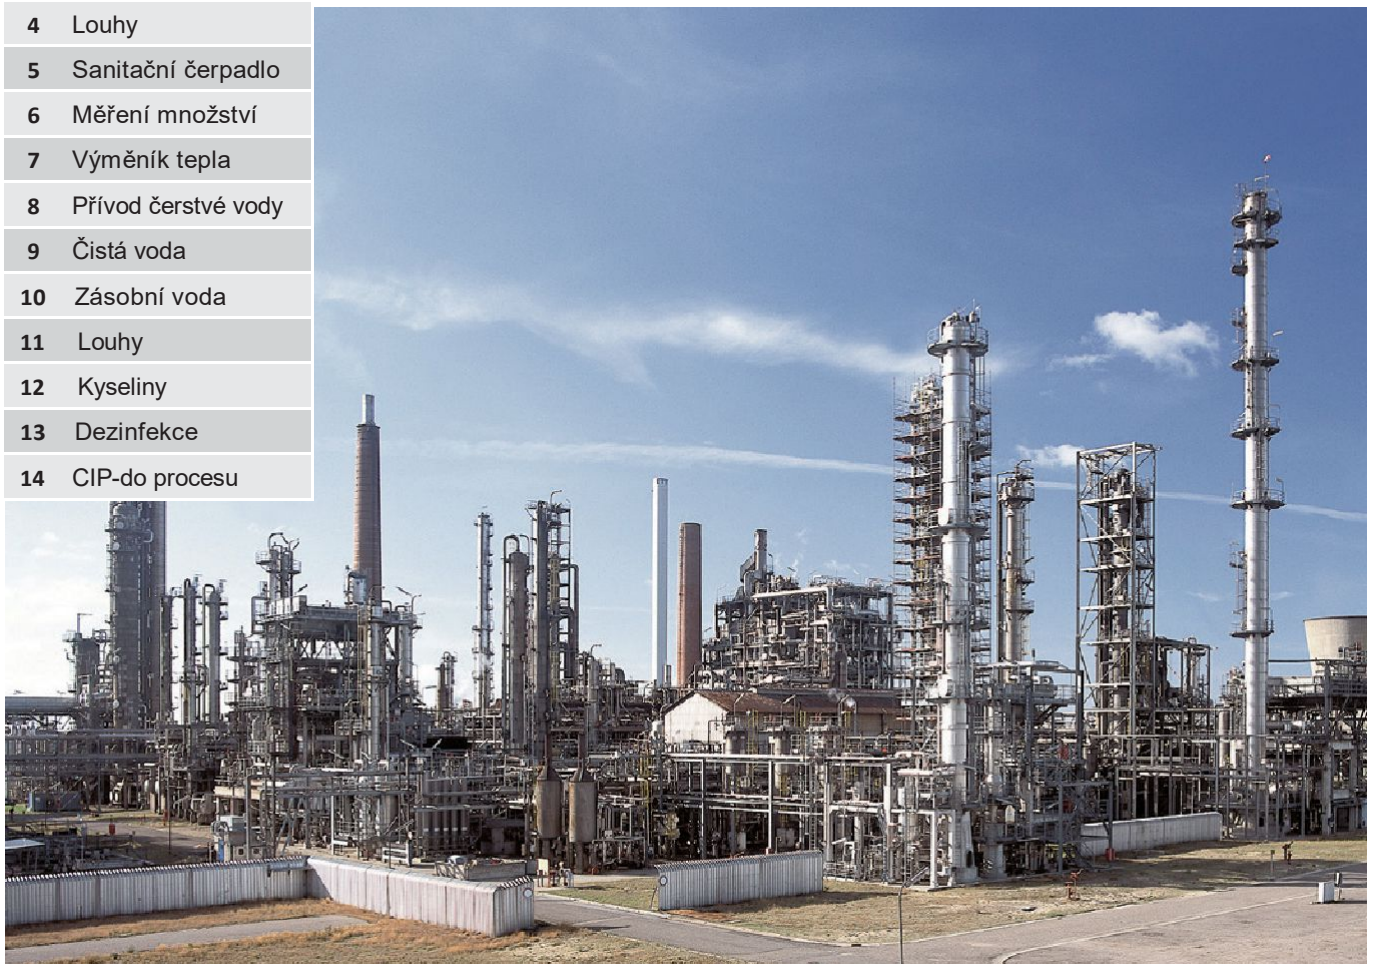 4 Louhy
5 Sanitační čerpadlo
6 Měření množství
7 Výměník tepla
8 Přívod čerstvé vody
9 Čistá voda
10 Zásobní voda
11 Louhy
12 Kyseliny
13 Dezinfekce
14 CIP-do procesu